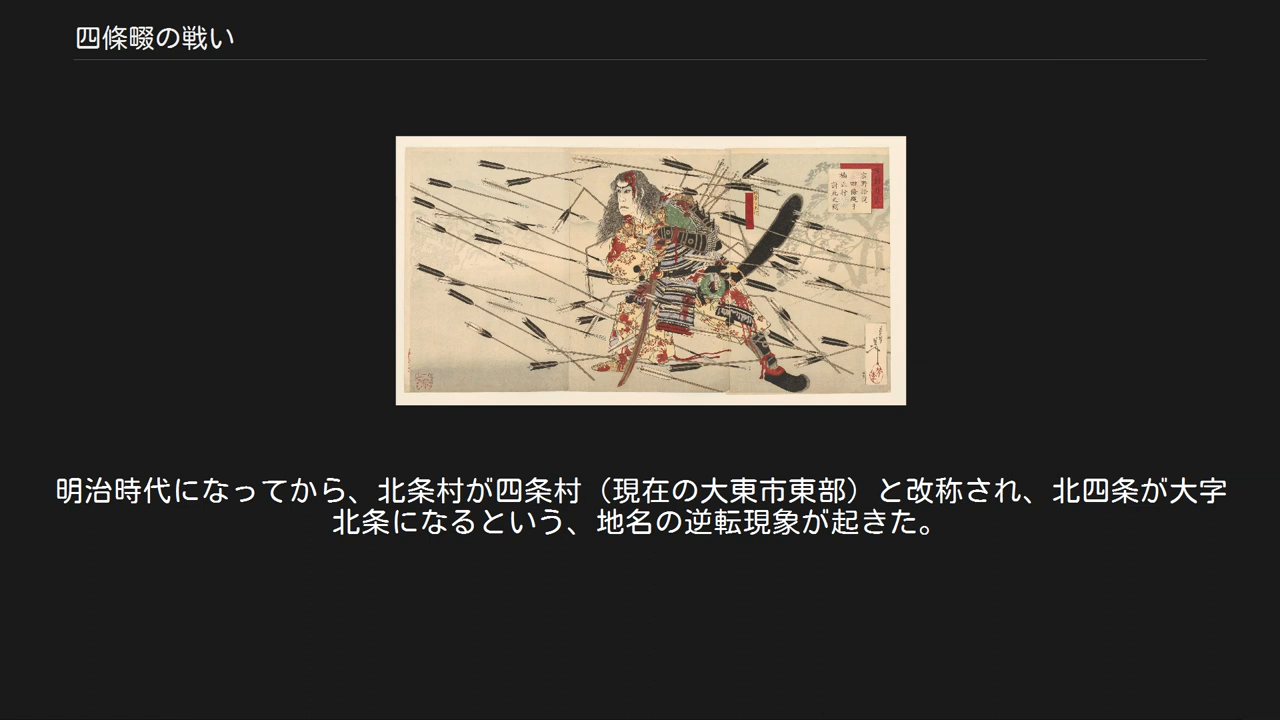 四條畷の戦い
明治時代になってから、北条村が四条村（現在の大東市東部）と改称され、北四条が大字
北条になるという、地名の逆転現象が起きた。